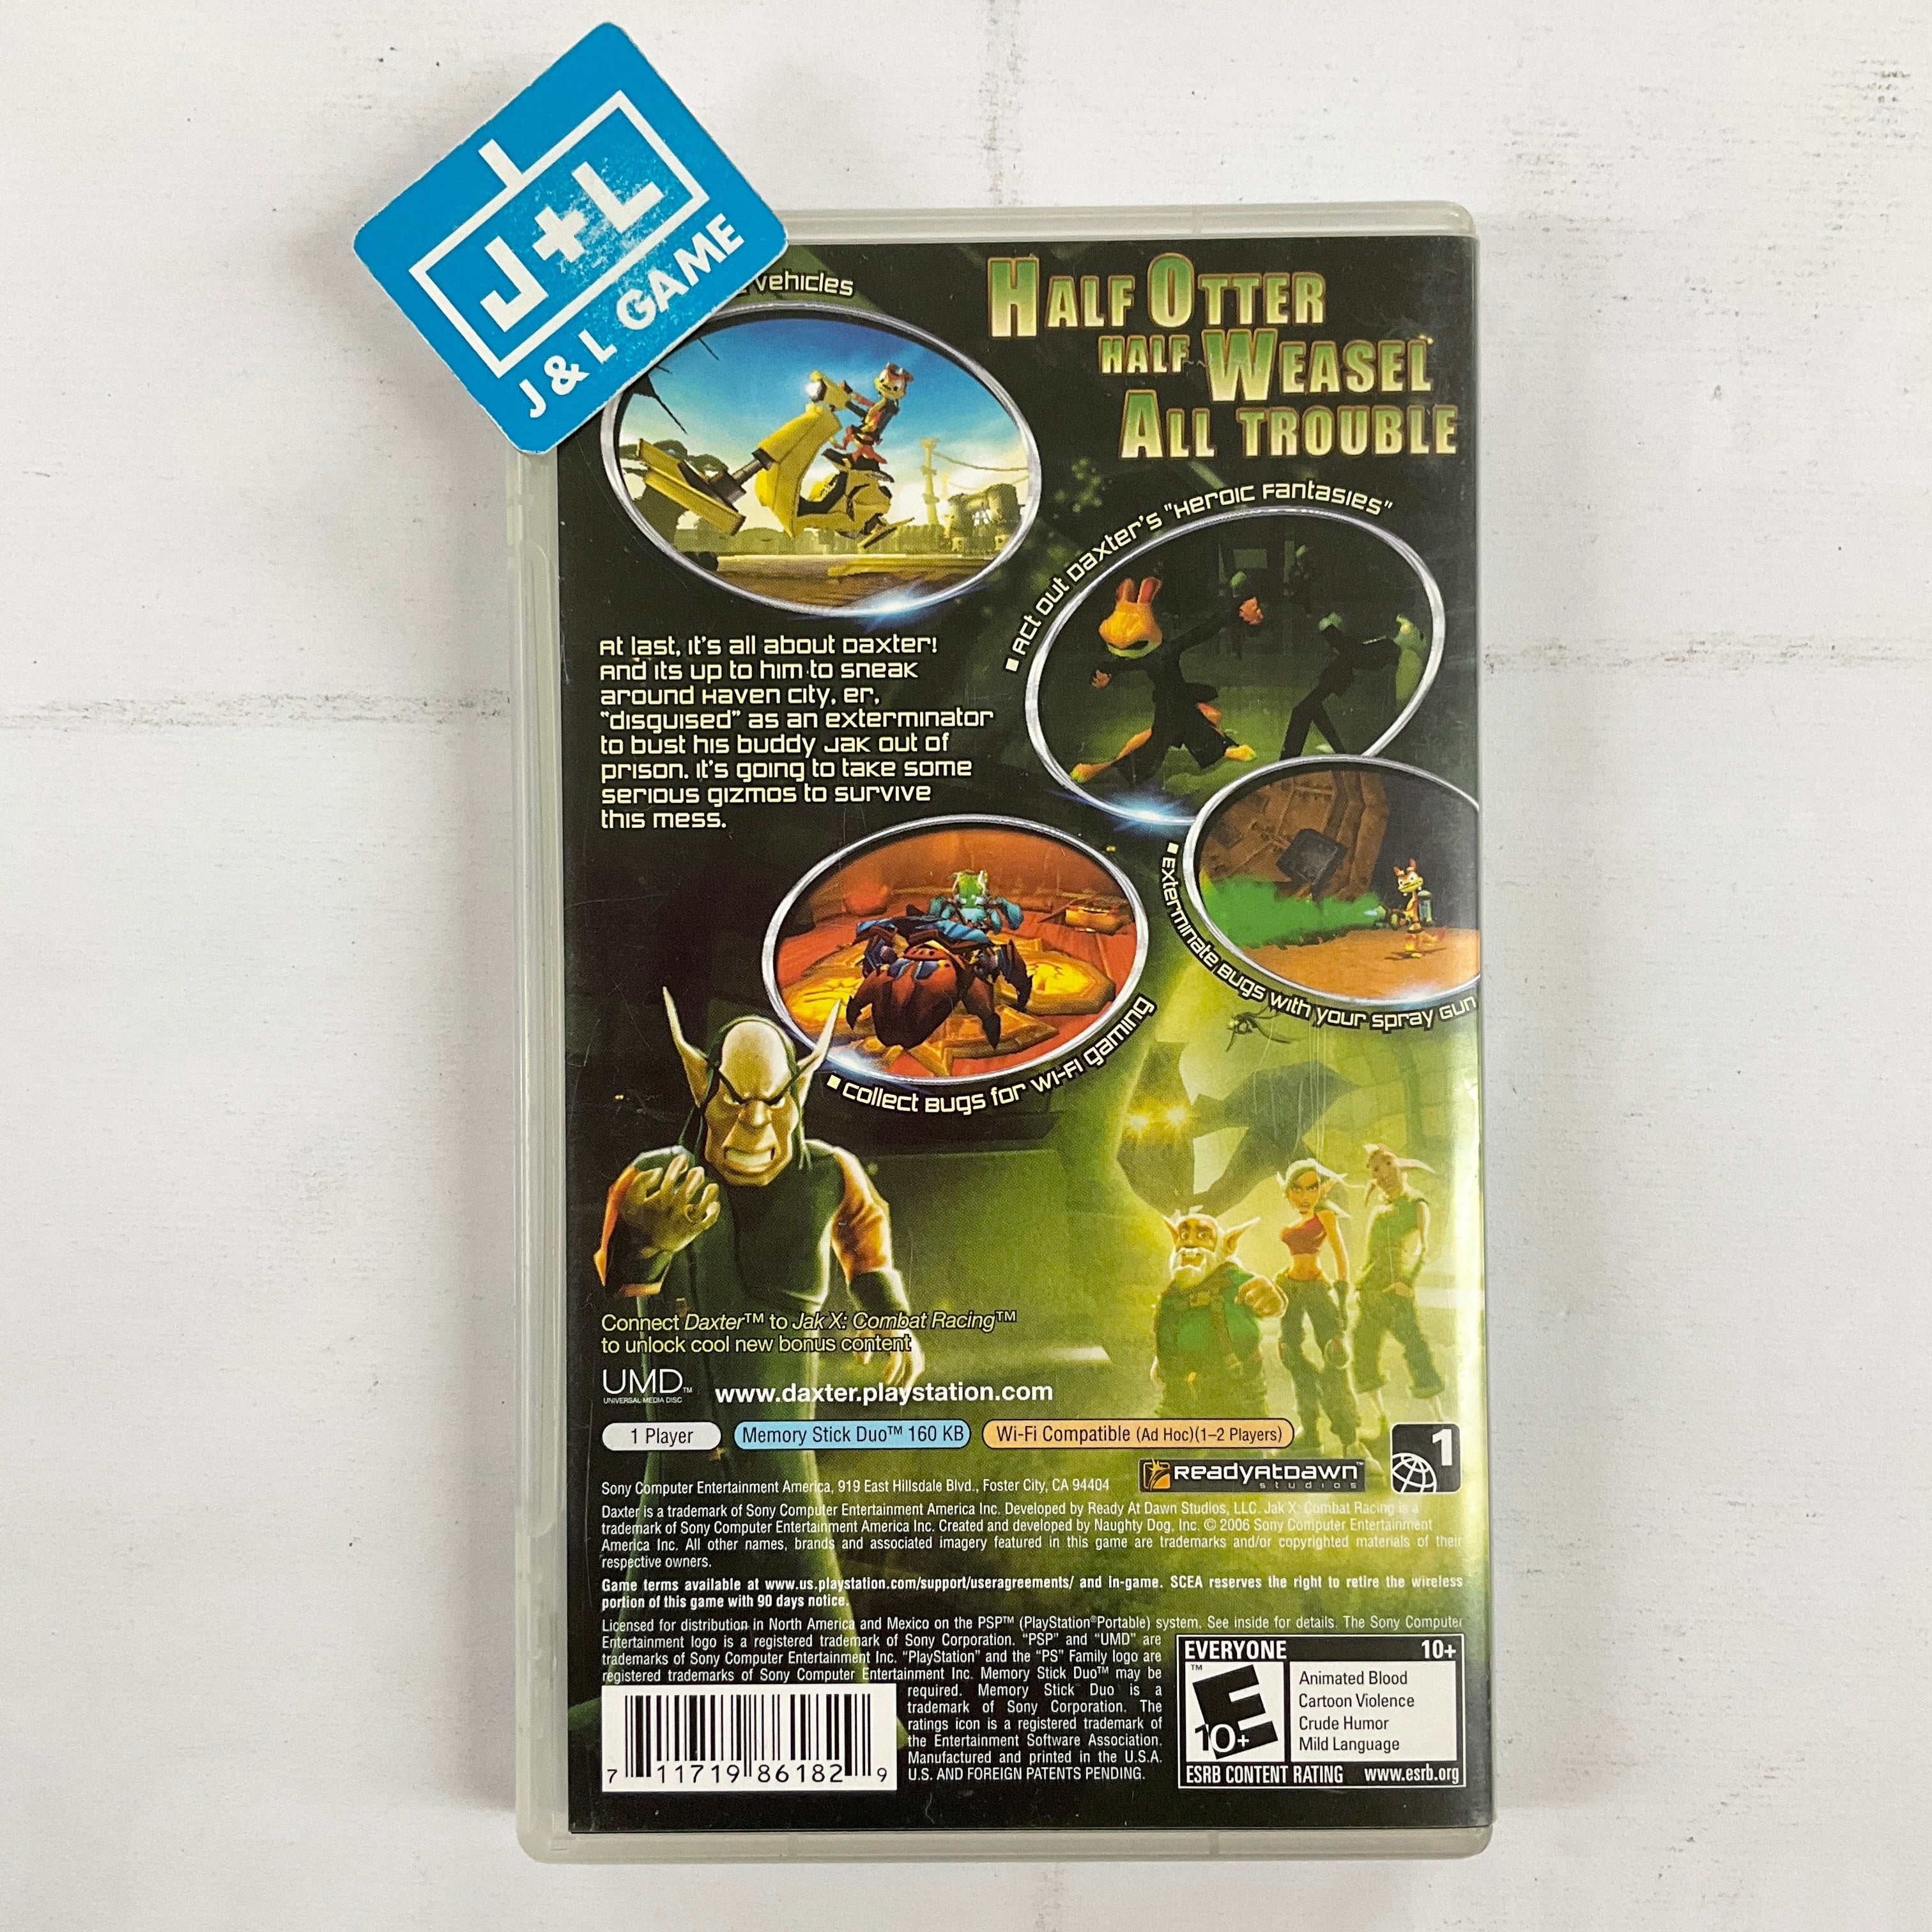 J+L
J & L GAME
vehicles
HALF OTTER
HALF WEASEL
ALL TROUBLE
▪ Act out Daxter's "Heroic Fantasies"
At last, it's all about Daxter!
And its up to him to sneak
around Haven City, er,
"disguised" as an exterminator
to bust his buddy Jak out of
prison. It's going to take some
serious gizmos to survive
this mess.
▪ Exterminate bugs with your spray gun
▪ Collect bugs for Wi-Fi gaming
Connect Daxter™ to Jak X: Combat Racing™
to unlock cool new bonus content
UMD™
UNIVERSAL MEDIA DISC
www.daxter.playstation.com
1 Player
Memory Stick Duo™ 160 KB
Wi-Fi Compatible (Ad Hoc)(1–2 Players)
1
ReadyAtDawn™
studios
Sony Computer Entertainment America, 919 East Hillsdale Blvd., Foster City, CA 94404
Daxter is a trademark of Sony Computer Entertainment America Inc. Developed by Ready At Dawn Studios, LLC. Jak X: Combat Racing is a
trademark of Sony Computer Entertainment America Inc. Created and developed by Naughty Dog, Inc. © 2006 Sony Computer Entertainment
America Inc. All other names, brands and associated imagery featured in this game are trademarks and/or copyrighted materials of their
respective owners.
Game terms available at www.us.playstation.com/support/useragreements/ and in-game. SCEA reserves the right to retire the wireless
portion of this game with 90 days notice.
Licensed for distribution in North America and Mexico on the PSP™ (PlayStation®Portable) system. See inside for details. The Sony Computer
Entertainment logo is a registered trademark of Sony Corporation. "PSP" and "UMD" are
trademarks of Sony Computer Entertainment Inc. "PlayStation" and the "PS" Family logo are
registered trademarks of Sony Computer Entertainment Inc. Memory Stick Duo™ may be
required. Memory Stick Duo is a
trademark of Sony Corporation. The
ratings icon is a registered trademark of
the Entertainment Software Association.
Manufactured and printed in the U.S.A.
U.S. AND FOREIGN PATENTS PENDING.
7 11719 86182 9
EVERYONE 10+
™
E
10+
Animated Blood
Cartoon Violence
Crude Humor
Mild Language
ESRB CONTENT RATING www.esrb.org